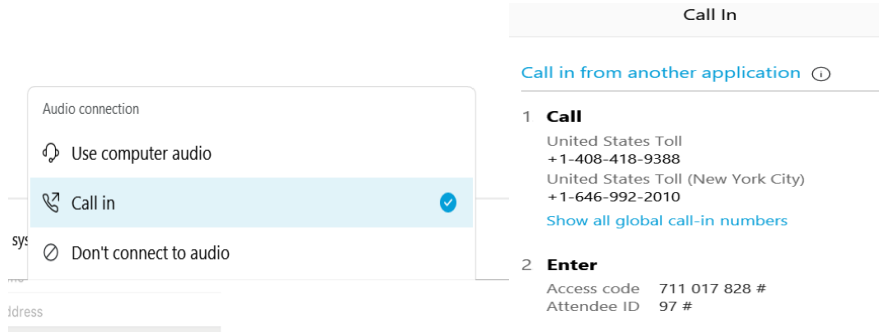 Audio connection
Use computer audio
Call in
Don't connect to audio
sys
ddress
Call In
Call in from another application
1 Call
United States Toll
+1-408-418-9388
United States Toll (New York City)
+1-646-992-2010
Show all global call-in numbers
2 Enter
Access code 711 017 828 #
Attendee ID 97 #